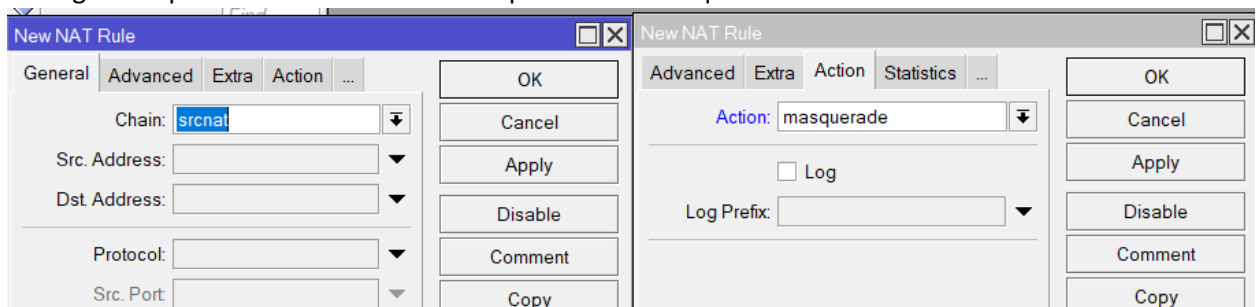 Find
New NAT Rule
General Advanced Extra Action ...
OK
Chain: srcnat
Cancel
Src. Address:
Apply
Dst. Address:
Disable
Protocol:
Comment
Src. Port:
Copy
New NAT Rule
Advanced Extra Action Statistics ...
OK
Action: masquerade
Cancel
Log
Apply
Log Prefix:
Disable
Comment
Copy